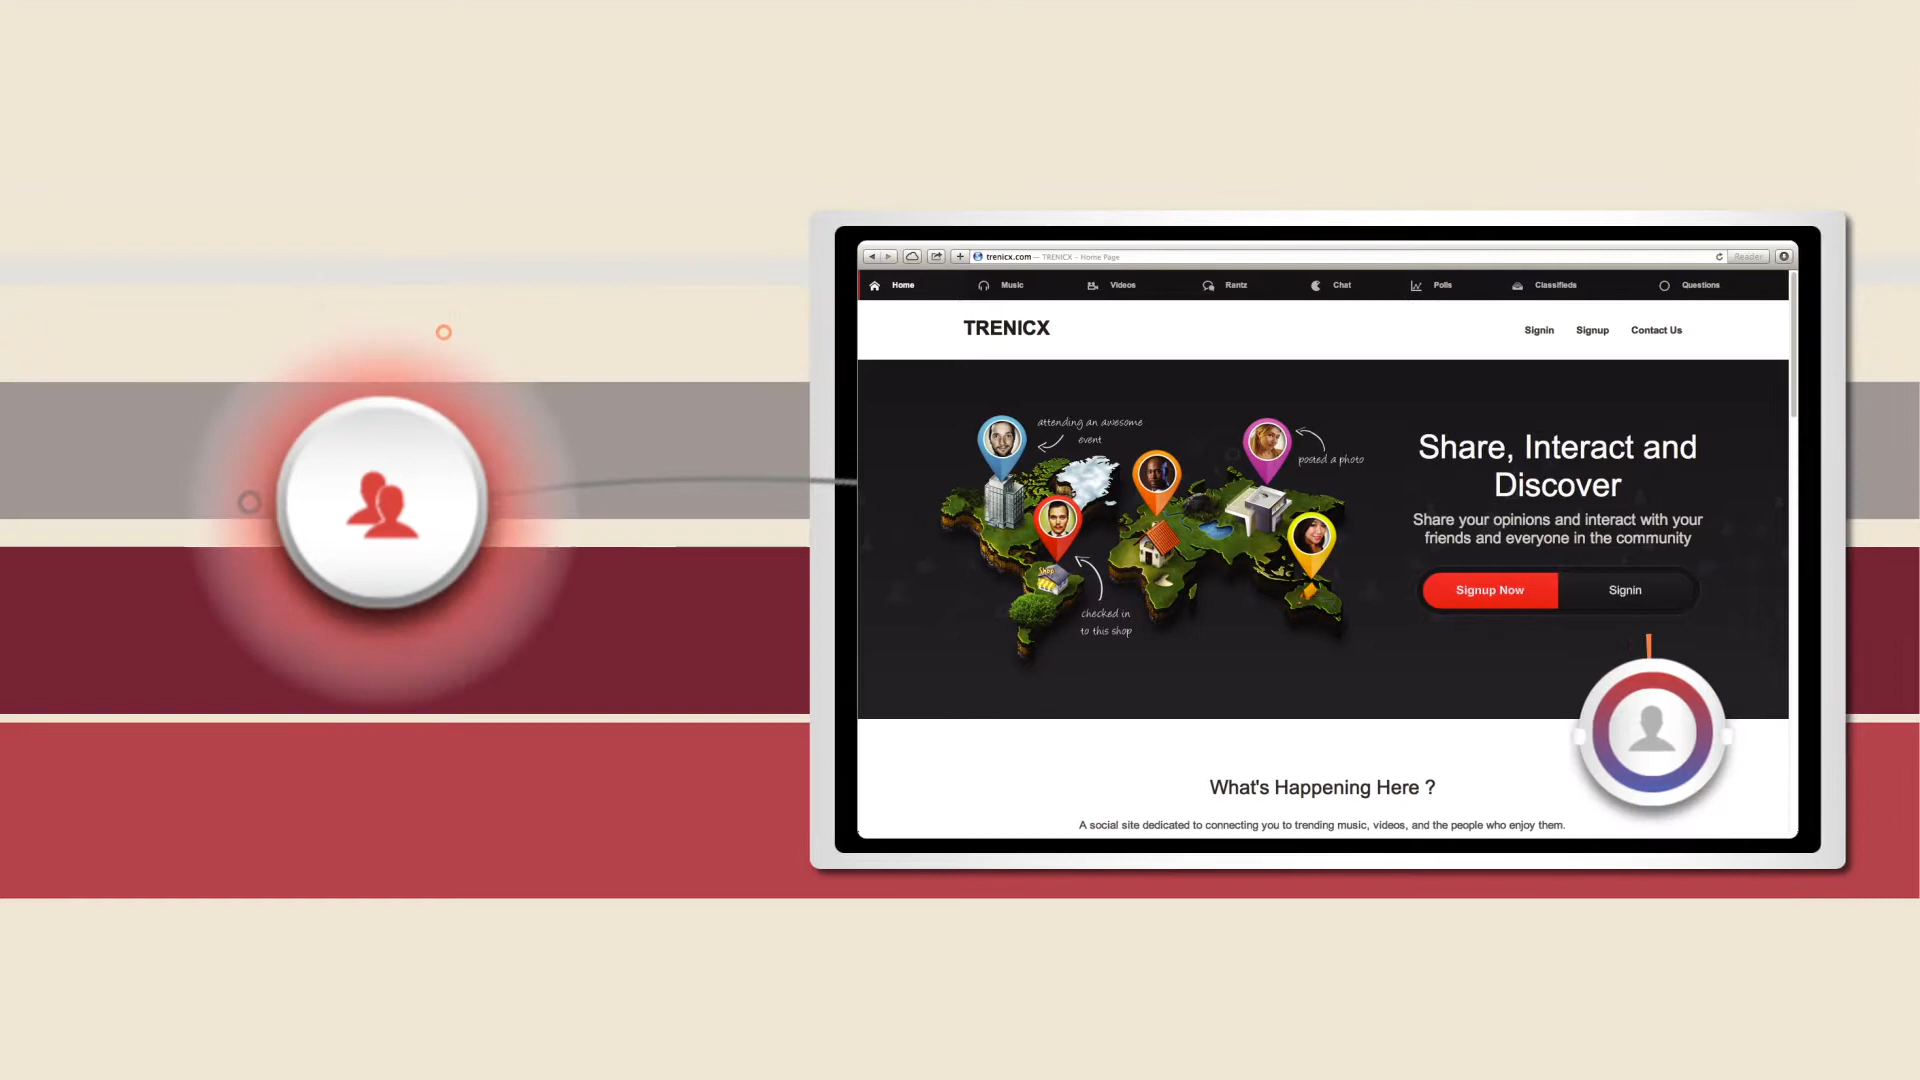 trenicx.com — TRENICX - Home Page
Reader
Home
Music
Videos
Rantz
Chat
Polls
Classifieds
Questions
TRENICX
Signin
Signup
Contact Us
attending an awesome
event
posted a photo
Shop
checked in
to this shop
Share, Interact and
Discover
Share your opinions and interact with your
friends and everyone in the community
Signup Now
Signin
What's Happening Here ?
A social site dedicated to connecting you to trending music, videos, and the people who enjoy them.